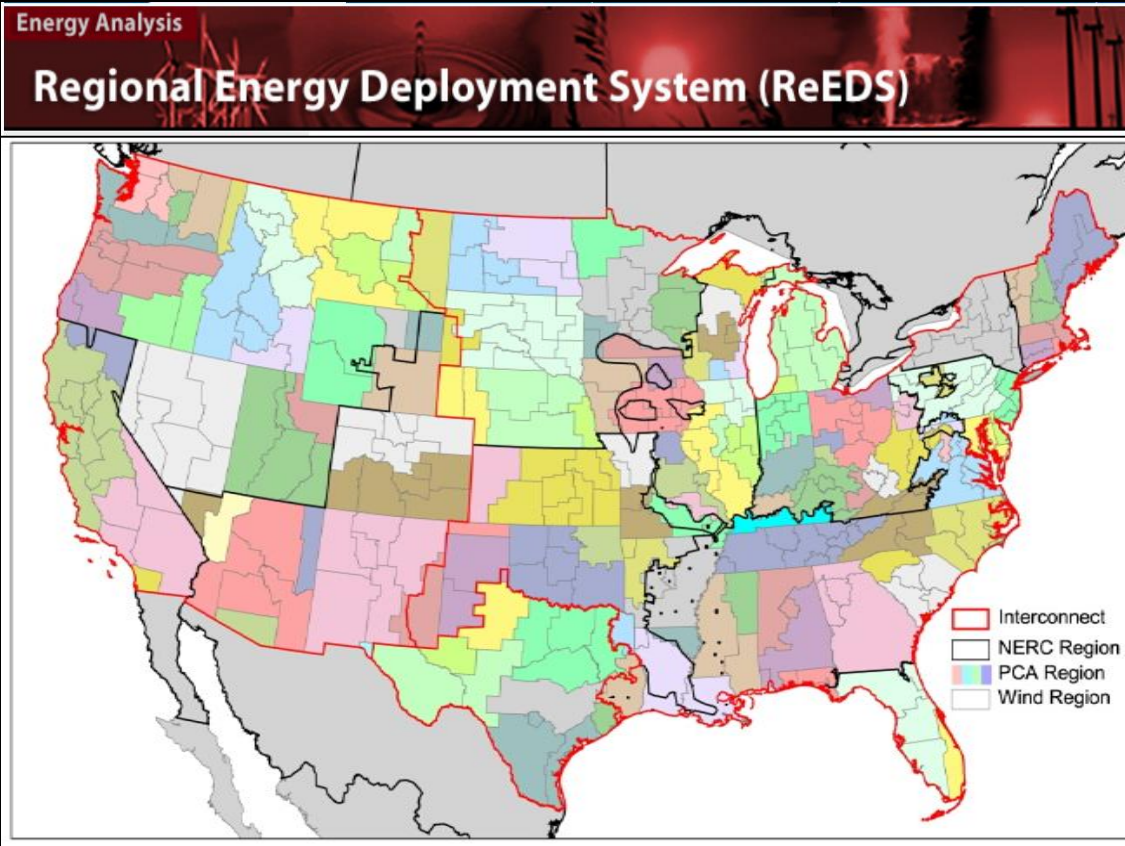 Energy Analysis
Regional Energy Deployment System (ReEDS)
Interconnect
NERC Region
PCA Region
Wind Region